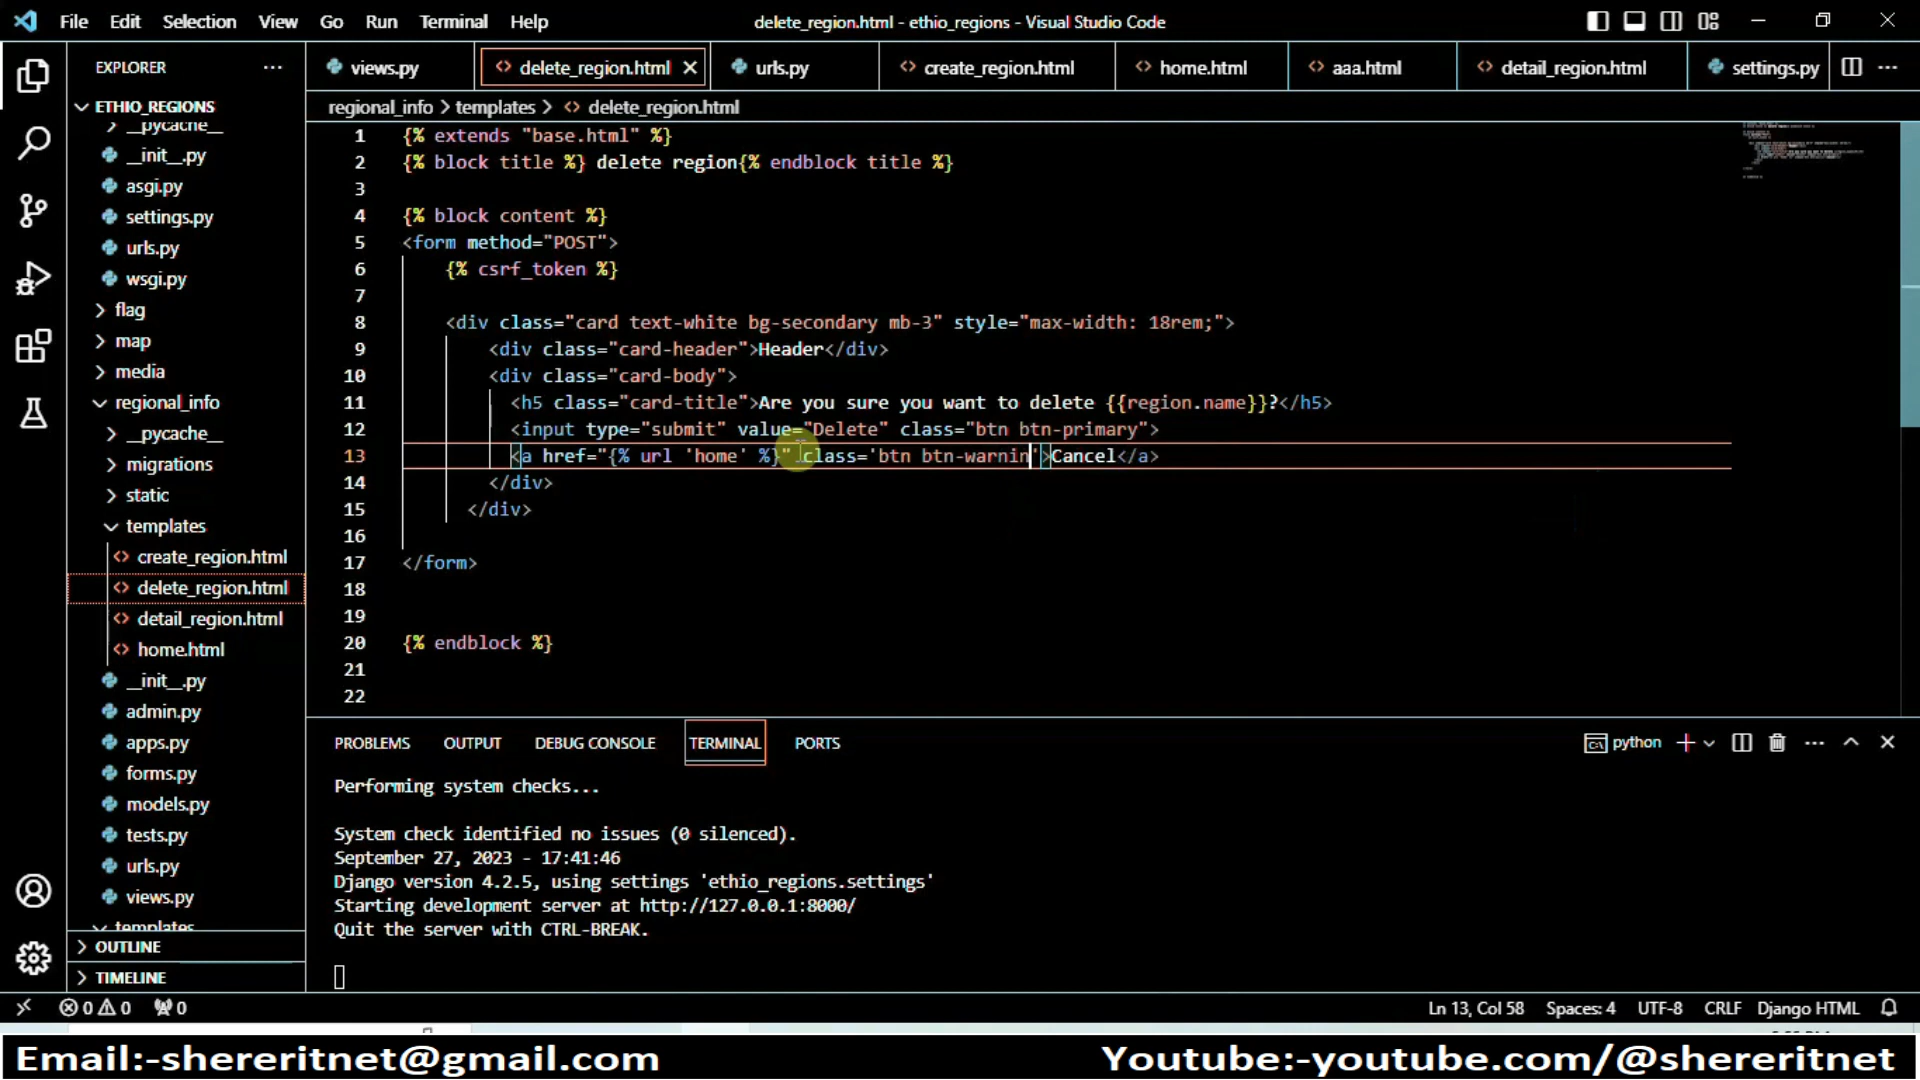 File Edit Selection View Go Run Terminal Help
delete_region.html - ethio_regions - Visual Studio Code
EXPLORER
views.py
delete_region.html
urls.py
create_region.html
home.html
aaa.html
detail_region.html
settings.py
regional_info > templates > delete_region.html
ETHIO_REGIONS
__pycache__
__init__.py
asgi.py
settings.py
urls.py
wsgi.py
flag
map
media
regional_info
__pycache__
migrations
static
templates
create_region.html
delete_region.html
detail_region.html
home.html
__init__.py
admin.py
apps.py
forms.py
models.py
tests.py
urls.py
views.py
templates
OUTLINE
TIMELINE
1 {% extends "base.html" %}
2 {% block title %} delete region{% endblock title %}
3
4 {% block content %}
5 <form method="POST">
6 {% csrf_token %}
7
8 <div class="card text-white bg-secondary mb-3" style="max-width: 18rem;">
9 <div class="card-header">Header</div>
10 <div class="card-body">
11 <h5 class="card-title">Are you sure you want to delete {{region.name}}?</h5>
12 <input type="submit" value="Delete" class="btn btn-primary">
13 <a href="{% url 'home' %}" class='btn btn-warnin'>Cancel</a>
14 </div>
15 </div>
16
17 </form>
18
19
20 {% endblock %}
21
22
PROBLEMS OUTPUT DEBUG CONSOLE TERMINAL PORTS
python
Performing system checks...
System check identified no issues (0 silenced).
September 27, 2023 - 17:41:46
Django version 4.2.5, using settings 'ethio_regions.settings'
Starting development server at http://127.0.0.1:8000/
Quit the server with CTRL-BREAK.
0 0 0
Ln 13, Col 58 Spaces: 4 UTF-8 CRLF Django HTML
Email:-shereritnet@gmail.com
Youtube:-youtube.com/@shereritnet